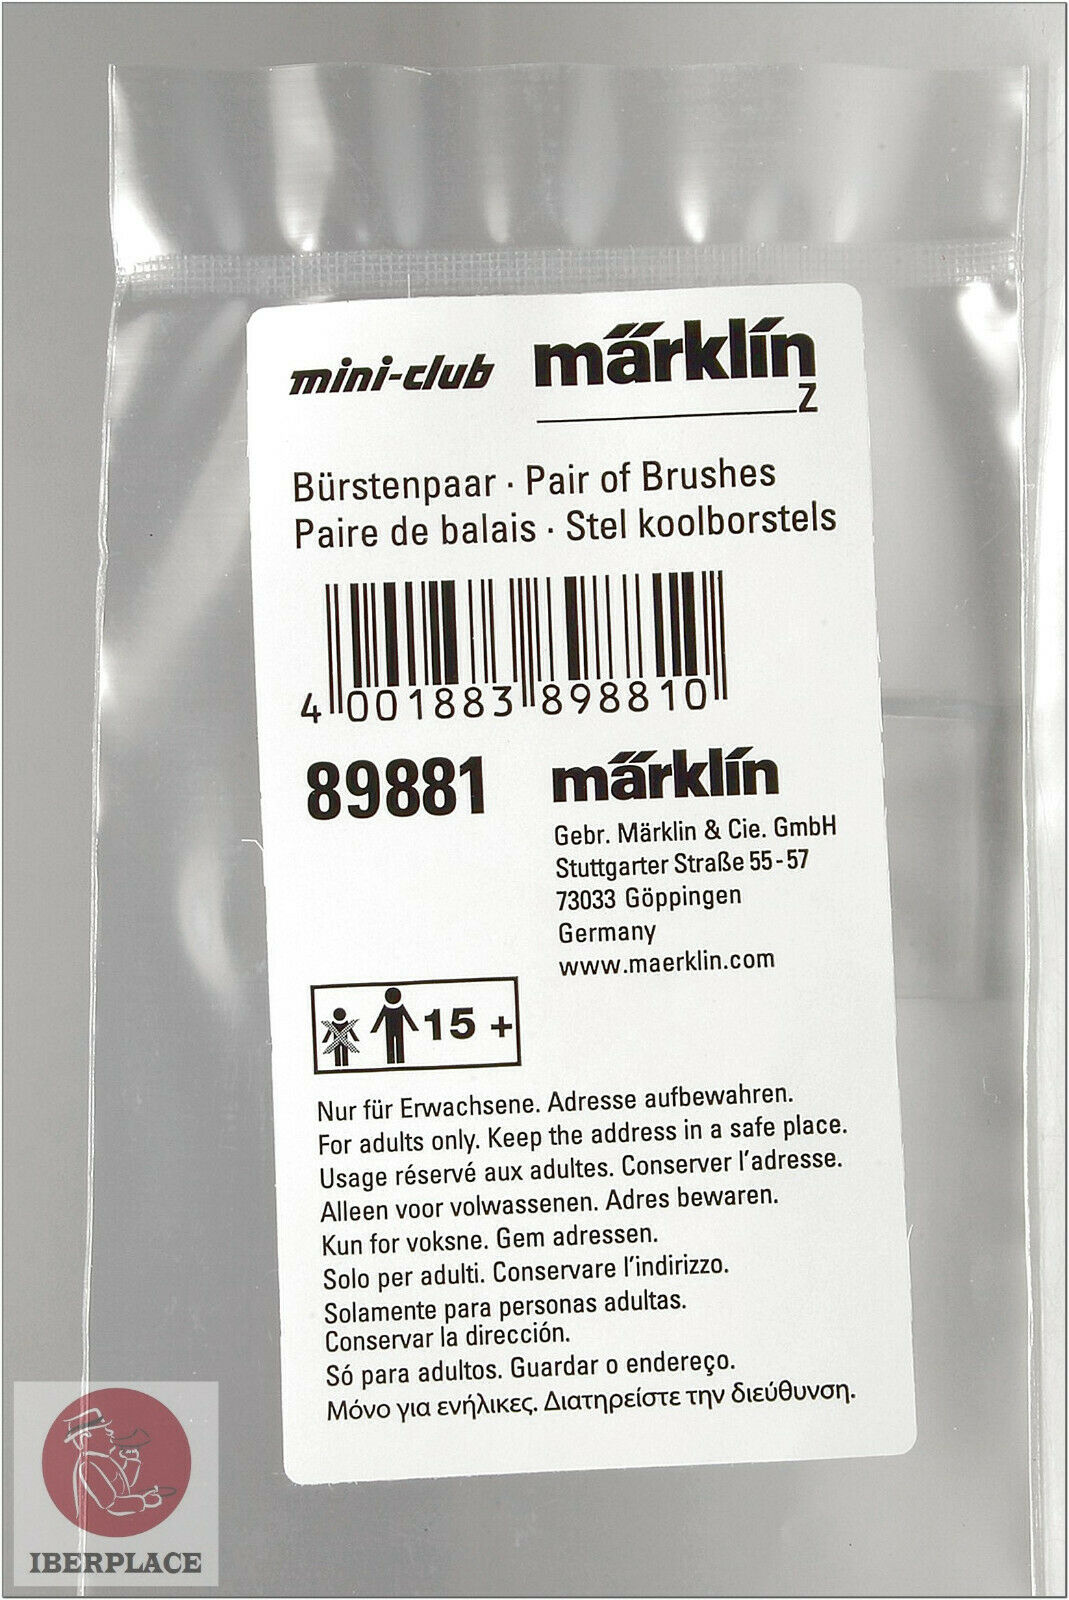 mini-club märklín
Z
Bürstenpaar · Pair of Brushes
Paire de balais · Stel koolborstels
4 001883 898810
89881
märklín
Gebr. Märklin & Cie. GmbH
Stuttgarter Straße 55-57
73033 Göppingen
Germany
www.maerklin.com
15 +
Nur für Erwachsene. Adresse aufbewahren.
For adults only. Keep the address in a safe place.
Usage réservé aux adultes. Conserver l'adresse.
Alleen voor volwassenen. Adres bewaren.
Kun for voksne. Gem adressen.
Solo per adulti. Conservare l'indirizzo.
Solamente para personas adultas.
Conservar la dirección.
Só para adultos. Guardar o endereço.
Μόνο για ενήλικες. Διατηρείστε την διεύθυνση.
IBERPLACE